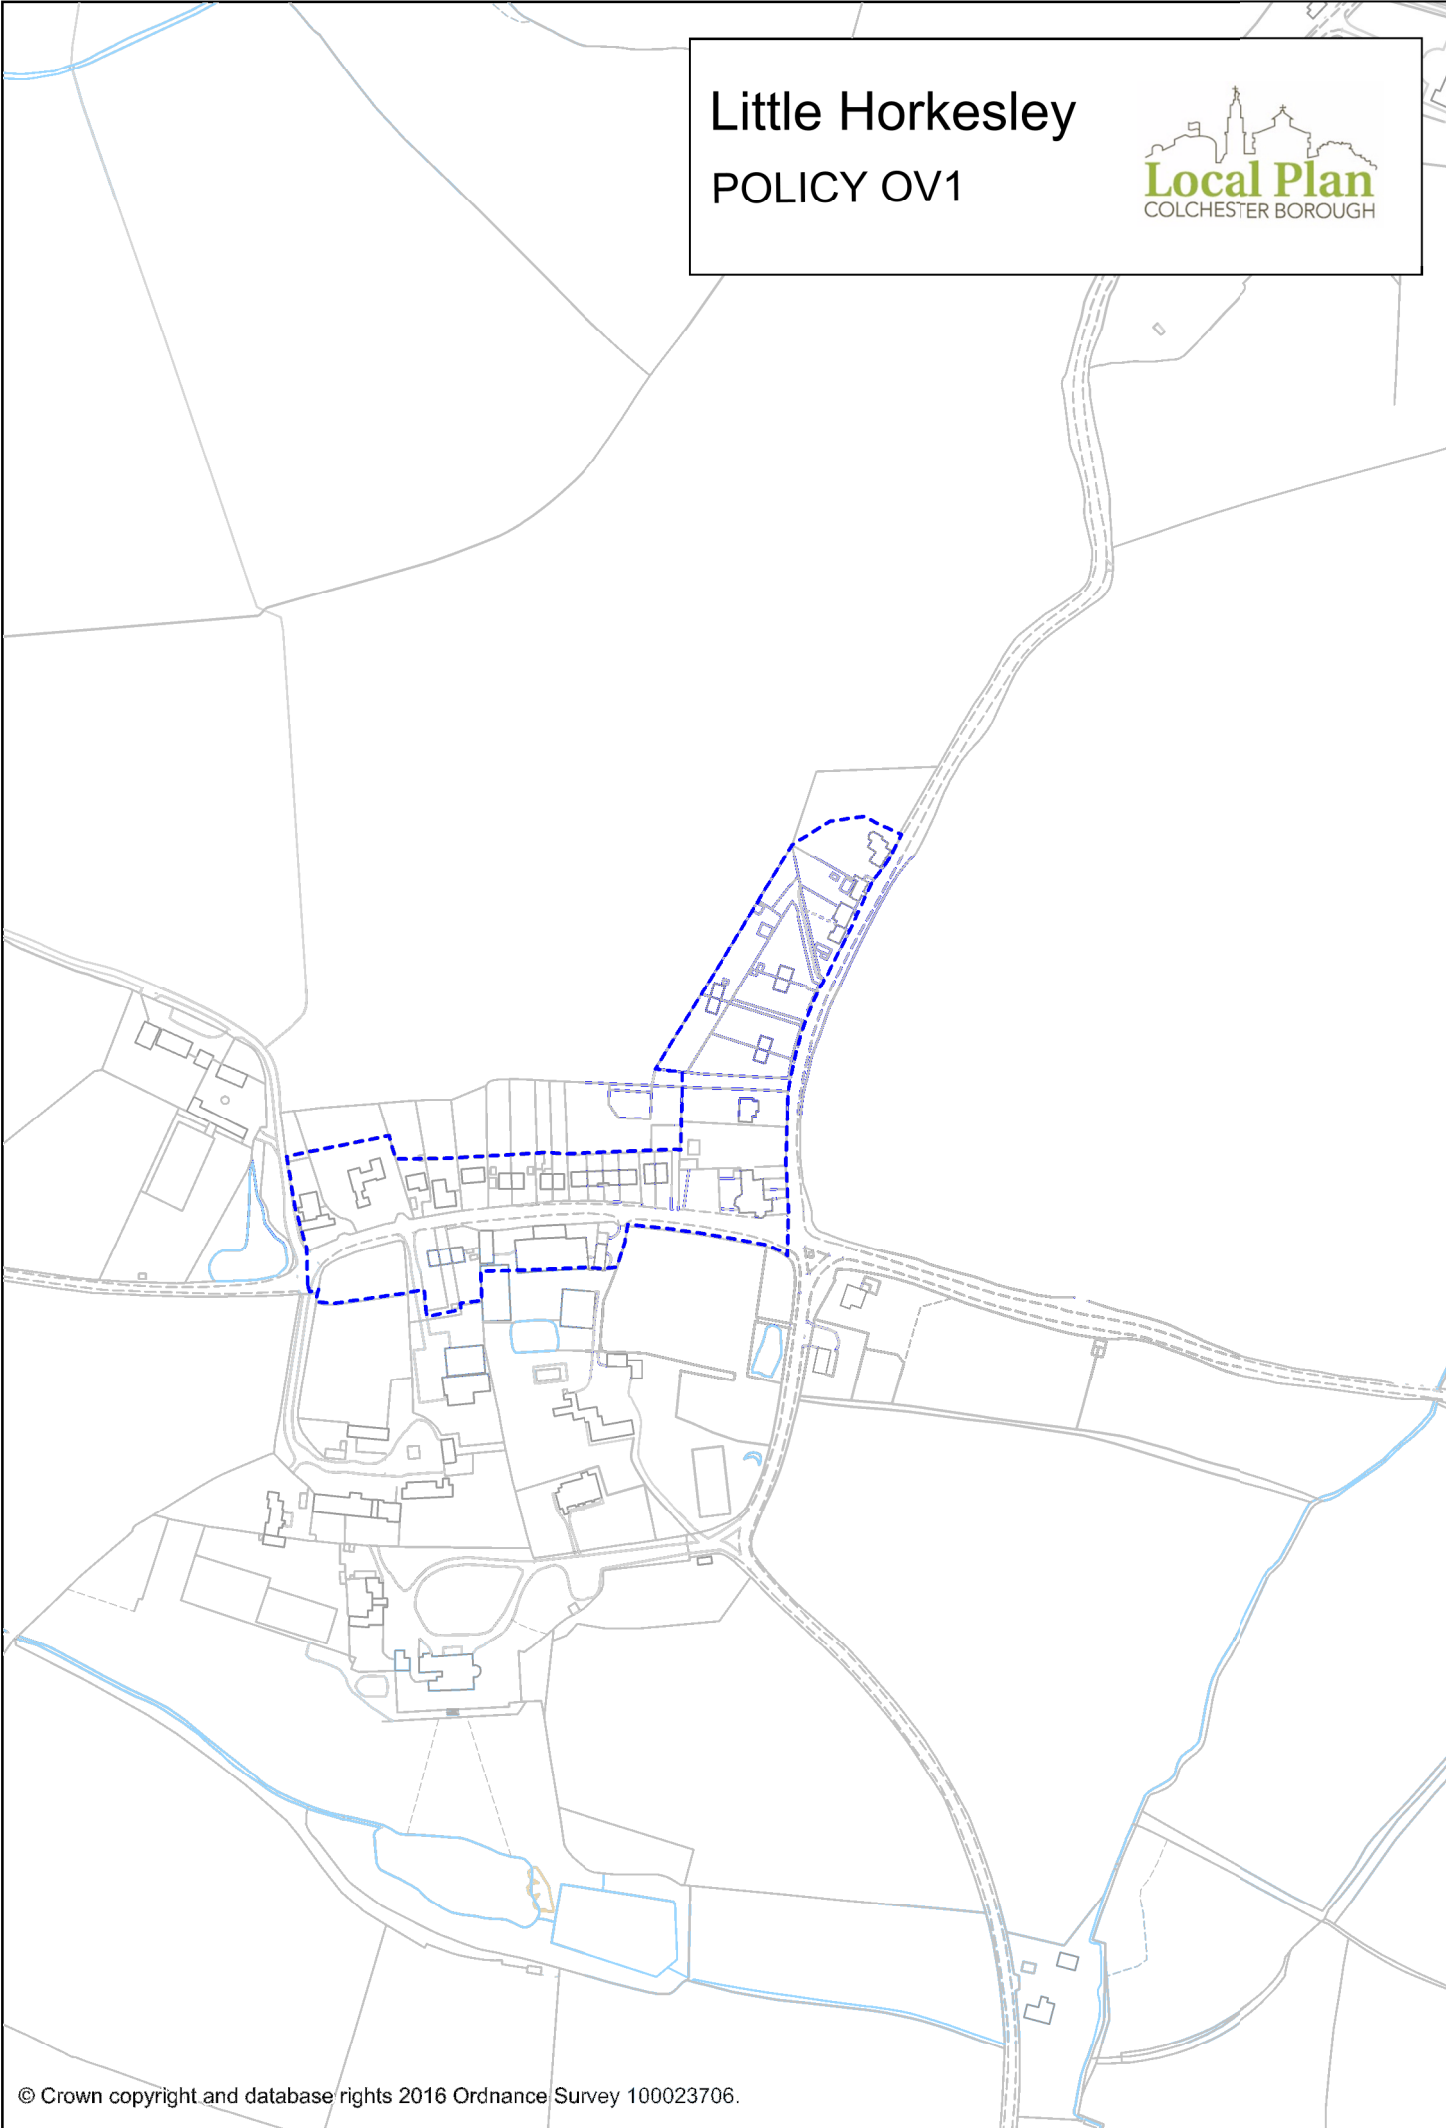 Little Horkesley
POLICY OV1
Local Plan
COLCHESTER BOROUGH
© Crown copyright and database rights 2016 Ordnance Survey 100023706.